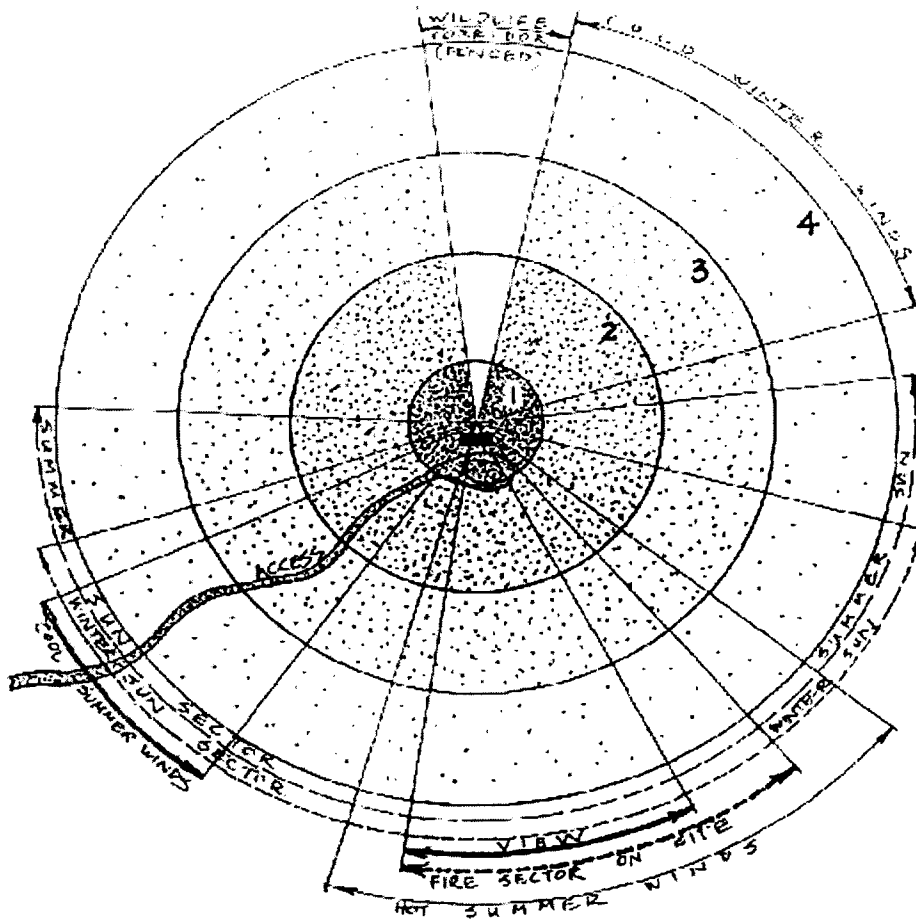 WILDLIFE
CORRIDOR
(FENCED)
COLD WINTER WINDS
4
3
2
1
SUMMER SUN SECTOR
WINTER SUN SECTOR
COOL SUMMER WINDS
ACCESS
SUMMER SUN
WINTER SUN
VIEW
FIRE SECTOR ON SITE
HOT SUMMER WINDS